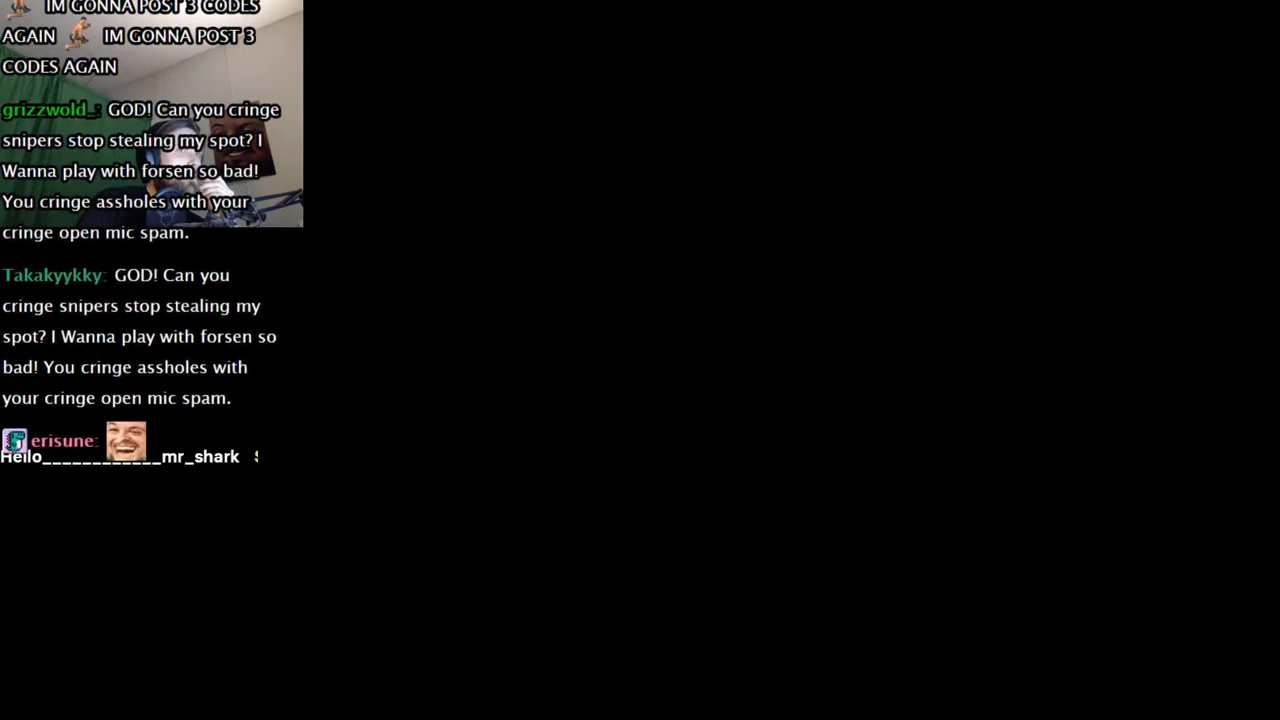 IM GONNA POST 3 CODES
AGAIN IM GONNA POST 3
CODES AGAIN
grizzwold_: GOD! Can you cringe
snipers stop stealing my spot? I
Wanna play with forsen so bad!
You cringe assholes with your
cringe open mic spam.
Takakyykky: GOD! Can you
cringe snipers stop stealing my
spot? I Wanna play with forsen so
bad! You cringe assholes with
your cringe open mic spam.
erisune:
Hello____________mr_shark